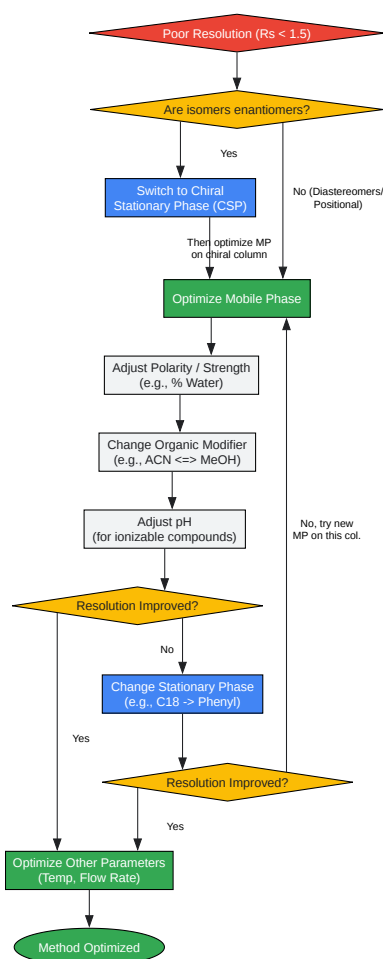 Poor Resolution (Rs < 1.5)
Are isomers enantiomers?
Yes
Switch to Chiral
Stationary Phase (CSP)
No (Diastereomers/
Positional)
Then optimize MP
on chiral column
Optimize Mobile Phase
Adjust Polarity / Strength
(e.g., % Water)
Change Organic Modifier
(e.g., ACN <=> MeOH)
Adjust pH
(for ionizable compounds)
No, try new
MP on this col.
Resolution Improved?
No
Change Stationary Phase
(e.g., C18 -> Phenyl)
Yes
Resolution Improved?
Yes
Optimize Other Parameters
(Temp, Flow Rate)
Method Optimized